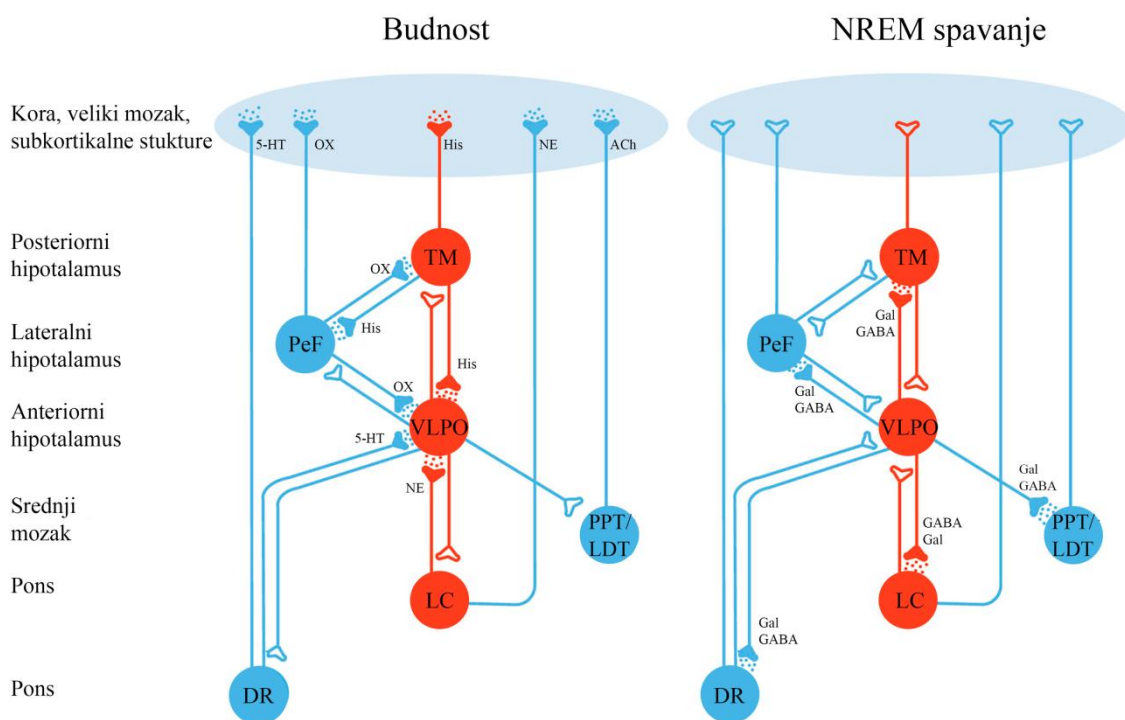 Budnost
NREM spavanje
Kora, veliki mozak,
subkortikalne stukture
5-HT
OX
His
NE
ACh
Posteriorni
hipotalamus
TM
OX
His
Lateralni
hipotalamus
PeF
His
OX
Anteriorni
hipotalamus
VLPO
5-HT
NE
Srednji
mozak
PPT/
LDT
Pons
LC
Pons
DR
TM
Gal
GABA
PeF
Gal
GABA
VLPO
Gal
GABA
PPT/
LDT
GABA
Gal
LC
Gal
GABA
DR